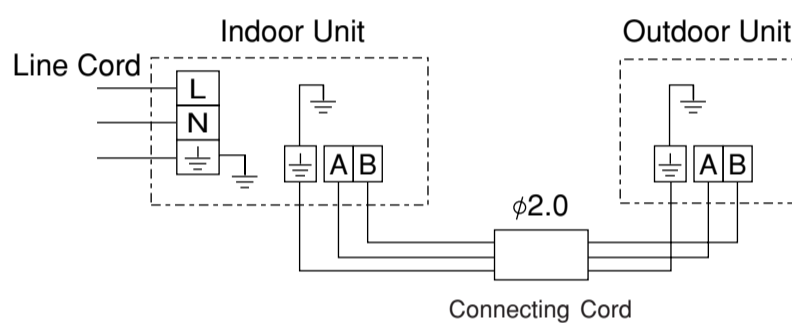 Indoor Unit
Outdoor Unit
Line Cord
L
N
A B
A B
ϕ2.0
Connecting Cord